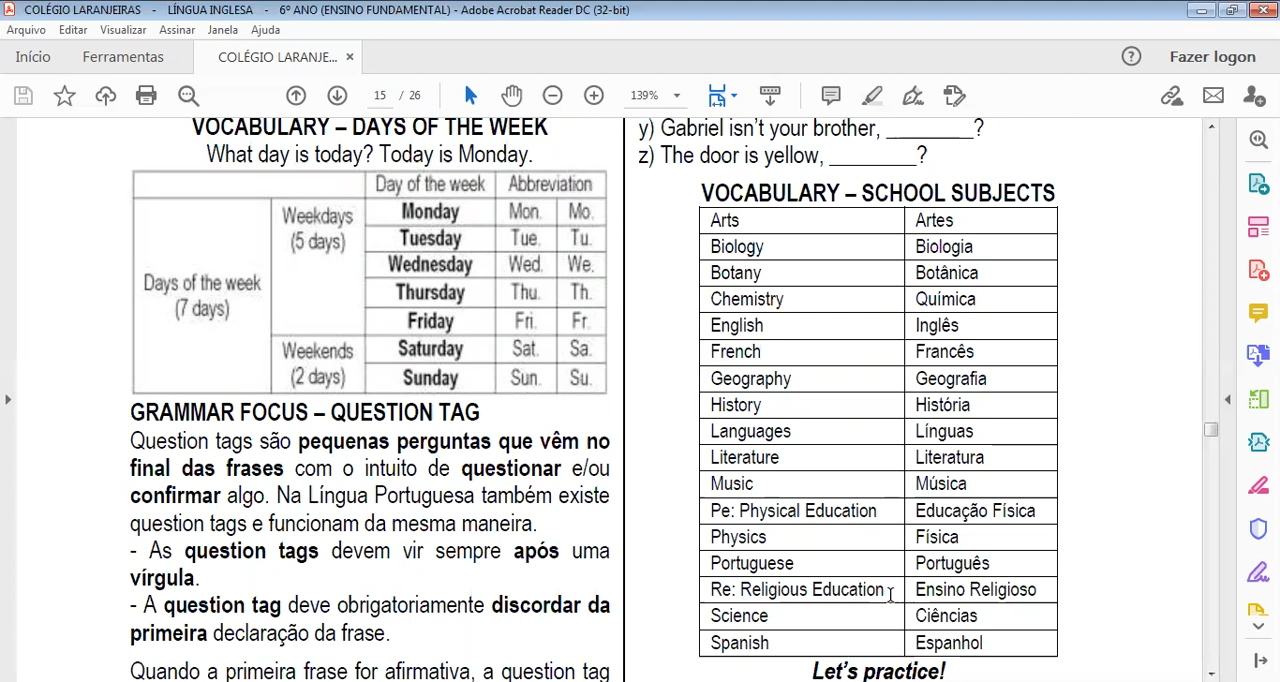 COLÉGIO LARANJEIRAS - LÍNGUA INGLESA - 6º ANO (ENSINO FUNDAMENTAL) - Adobe Acrobat Reader DC (32-bit)
Arquivo Editar Visualizar Assinar Janela Ajuda
Início Ferramentas COLÉGIO LARANJE... × Fazer logon
15 / 26 139%
VOCABULARY – DAYS OF THE WEEK
What day is today? Today is Monday.
Day of the week Abbreviation
Days of the week
(7 days)
Weekdays
(5 days)
Monday Mon. Mo.
Tuesday Tue. Tu.
Wednesday Wed. We.
Thursday Thu. Th.
Friday Fri. Fr.
Weekends
(2 days)
Saturday Sat. Sa.
Sunday Sun. Su.
GRAMMAR FOCUS – QUESTION TAG
Question tags são pequenas perguntas que vêm no
final das frases com o intuito de questionar e/ou
confirmar algo. Na Língua Portuguesa também existe
question tags e funcionam da mesma maneira.
- As question tags devem vir sempre após uma
vírgula.
- A question tag deve obrigatoriamente discordar da
primeira declaração da frase.
Quando a primeira frase for afirmativa, a question tag
y) Gabriel isn't your brother, ________?
z) The door is yellow, ________?
VOCABULARY – SCHOOL SUBJECTS
Arts Artes
Biology Biologia
Botany Botânica
Chemistry Química
English Inglês
French Francês
Geography Geografia
History História
Languages Línguas
Literature Literatura
Music Música
Pe: Physical Education Educação Física
Physics Física
Portuguese Português
Re: Religious Education Ensino Religioso
Science Ciências
Spanish Espanhol
Let's practice!